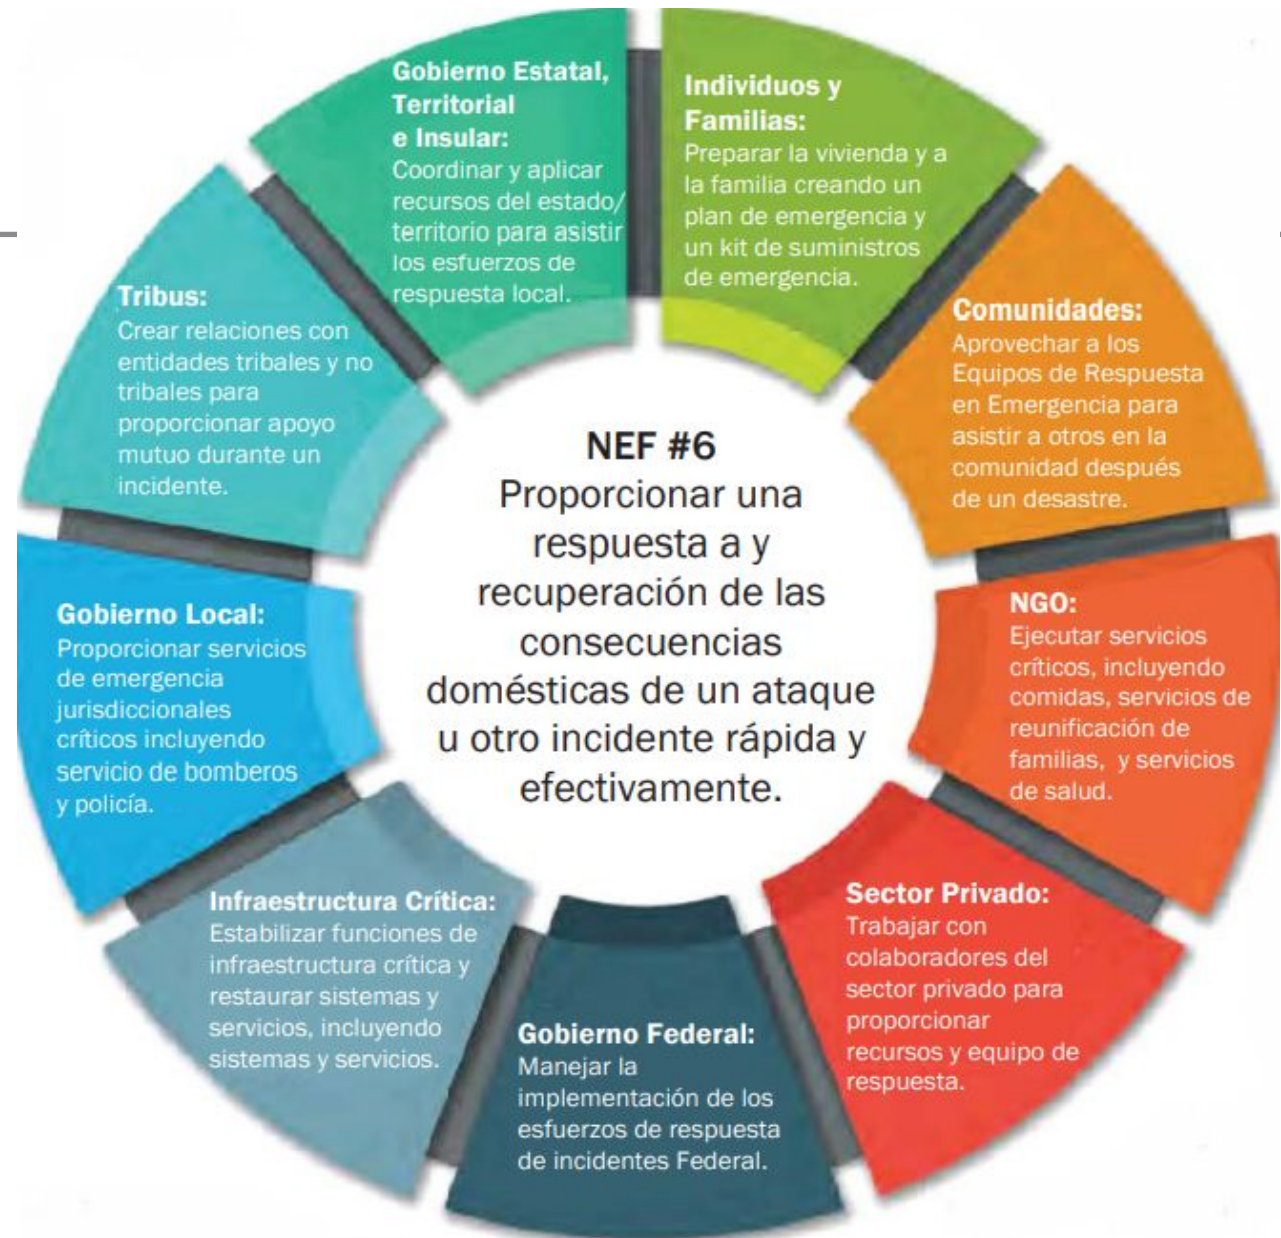 Gobierno Estatal,
Territorial
e Insular:
Coordinar y aplicar
recursos del estado/
territorio para asistir
los esfuerzos de
respuesta local.
Individuos y
Familias:
Preparar la vivienda y a
la familia creando un
plan de emergencia y
un kit de suministros
de emergencia.
Comunidades:
Aprovechar a los
Equipos de Respuesta
en Emergencia para
asistir a otros en la
comunidad después
de un desastre.
NGO:
Ejecutar servicios
críticos, incluyendo
comidas, servicios de
reunificación de
familias, y servicios
de salud.
Sector Privado:
Trabajar con
colaboradores del
sector privado para
proporcionar
recursos y equipo de
respuesta.
Gobierno Federal:
Manejar la
implementación de los
esfuerzos de respuesta
de incidentes Federal.
Infraestructura Crítica:
Estabilizar funciones de
infraestructura crítica y
restaurar sistemas y
servicios, incluyendo
sistemas y servicios.
Gobierno Local:
Proporcionar servicios
de emergencia
jurisdiccionales
críticos incluyendo
servicio de bomberos
y policía.
Tribus:
Crear relaciones con
entidades tribales y no
tribales para
proporcionar apoyo
mutuo durante un
incidente.
NEF #6
Proporcionar una
respuesta a y
recuperación de las
consecuencias
domésticas de un ataque
u otro incidente rápida y
efectivamente.